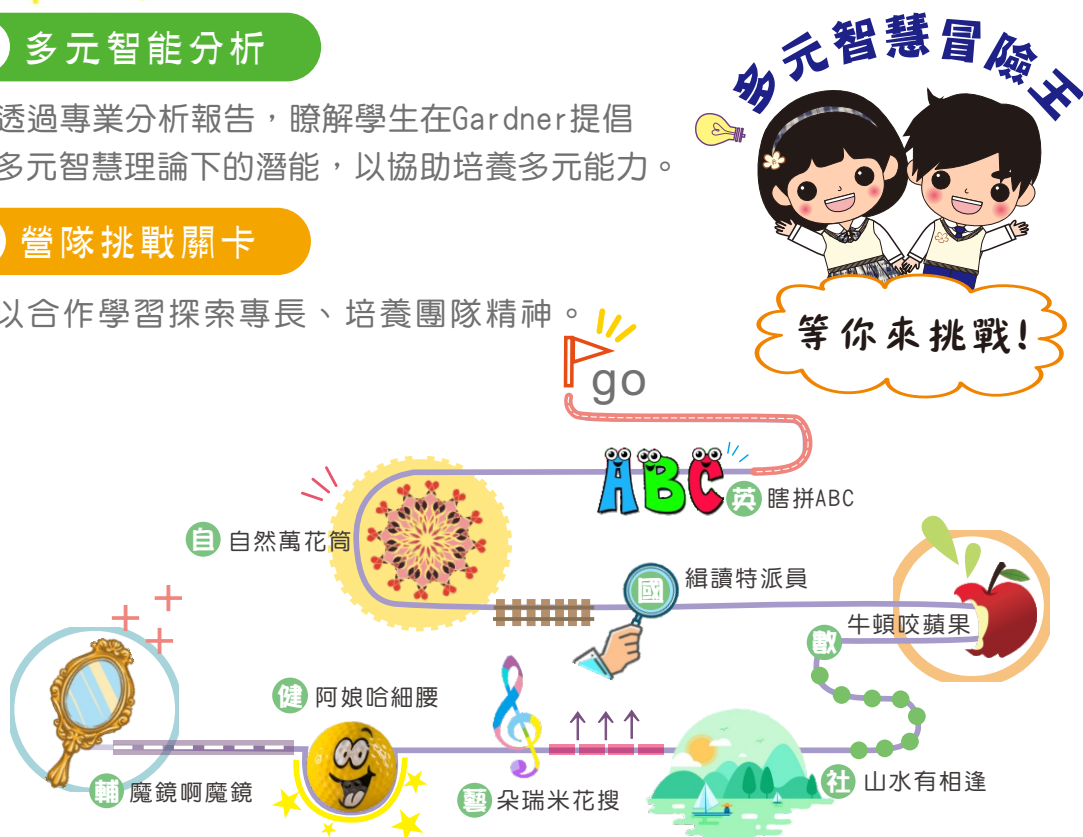 多元智能分析
透過專業分析報告，瞭解學生在Gardner提倡
多元智慧理論下的潛能，以協助培養多元能力。
營隊挑戰關卡
以合作學習探索專長、培養團隊精神。
多元智慧冒險王
等你來挑戰!
go
ABC
英 瞎拼ABC
自 自然萬花筒
國 緝讀特派員
數 牛頓咬蘋果
社 山水有相逢
藝 朵瑞米花搜
健 阿娘哈細腰
輔 魔鏡啊魔鏡